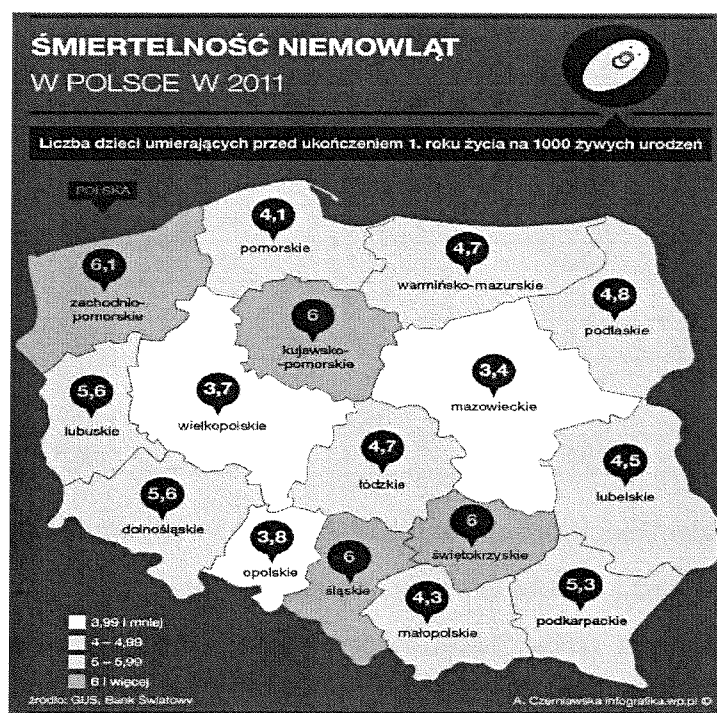 ŚMIERTELNOŚĆ NIEMOWLĄT
W POLSCE W 2011
Liczba dzieci umierających przed ukończeniem 1. roku życia na 1000 żywych urodzeń
POLSKA
4,1
pomorskie
4,7
warmińsko-mazurskie
6,1
zachodnio-
pomorskie
4,8
podlaskie
6
kujawsko-
-pomorskie
3,4
mazowieckie
5,6
lubuskie
3,7
wielkopolskie
4,7
łódzkie
4,5
lubelskie
5,6
dolnośląskie
3,8
opolskie
6
śląskie
6
świętokrzyskie
4,3
małopolskie
5,3
podkarpackie
3,99 i mniej
4 – 4,99
5 – 5,99
6 i więcej
źródło: GUS, Bank Światowy
A. Czerniawska infografika.wp.pl ©